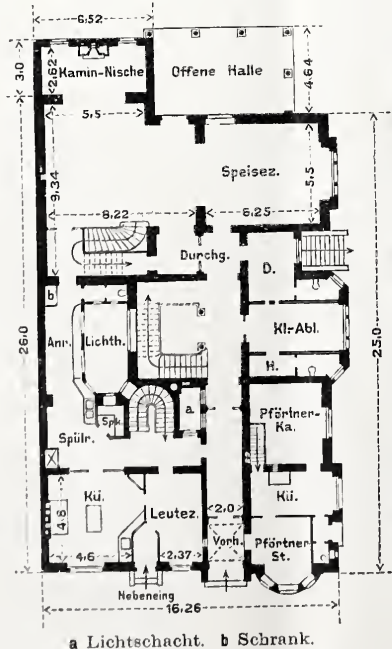 6,52
3,0
2,62
Kamin-Nische
Offene Halle
4,64
5,5
9,34
Speisez.
5,5
8,22
6,25
Durchg.
D.
b
Anr.
Lichth.
Kl.-Abl.
H.
26,0
25,0
a.
Spk.
Pförtner-
Ka.
Spülr.
Kü.
4,8
Leutez.
2,0
Kü.
Vorh.
Pförtner-
St.
4,6
2,37
Nebeneing
16,26
a Lichtschacht. b Schrank.